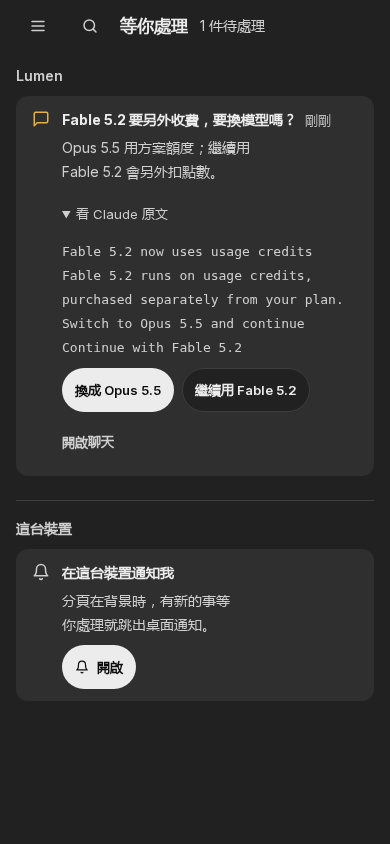 等你處理 1 件待處理
Lumen
Fable 5.2 要另外收費，要換模型嗎？ 剛剛
Opus 5.5 用方案額度；繼續用
Fable 5.2 會另外扣點數。
▼ 看 Claude 原文
Fable 5.2 now uses usage credits
Fable 5.2 runs on usage credits,
purchased separately from your plan.
Switch to Opus 5.5 and continue
Continue with Fable 5.2
換成 Opus 5.5 繼續用 Fable 5.2
開啟聊天
這台裝置
在這台裝置通知我
分頁在背景時，有新的事等
你處理就跳出桌面通知。
開啟